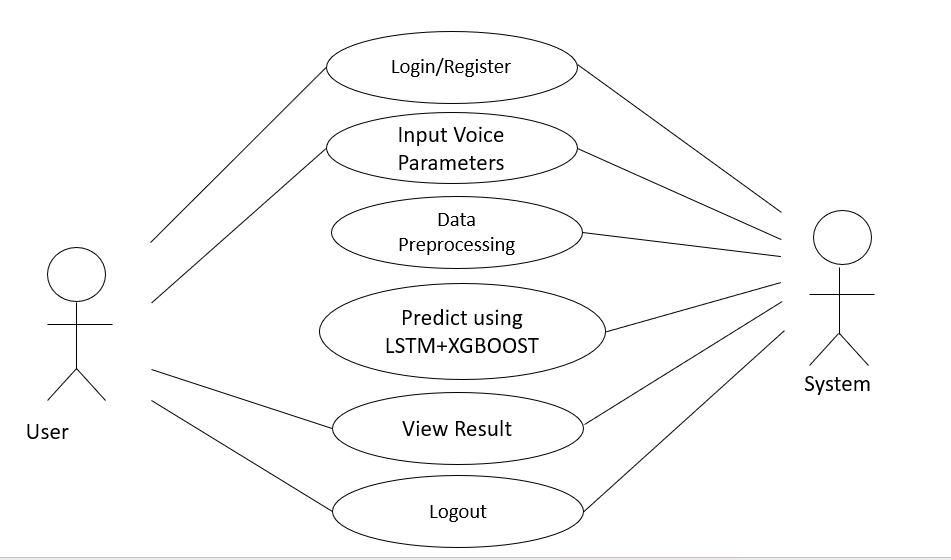 Login/Register
Input Voice
Parameters
Data
Preprocessing
Predict using
LSTM+XGBOOST
System
View Result
User
Logout